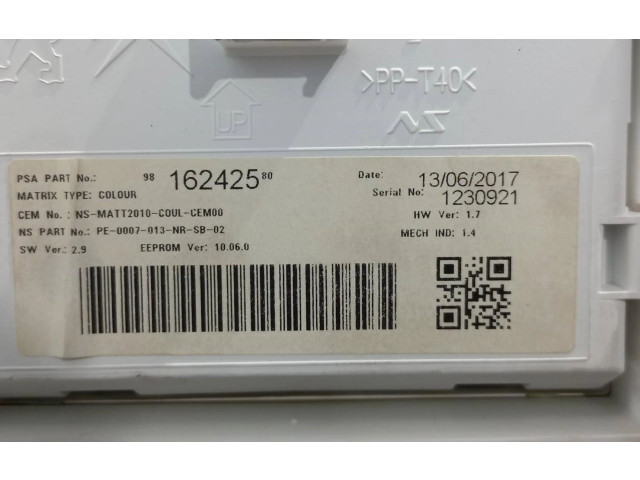 >PP-T40<
NS
UP
PSA PART No.: 98 162425 80
Date: 13/06/2017
MATRIX TYPE: COLOUR
Serial No.: 1230921
CEM No.: NS-MATT2010-COUL-CEM00
HW Ver: 1.7
NS PART No.: PE-0007-013-NR-SB-02
MECH IND: 1.4
SW Ver.: 2.9 EEPROM Ver: 10.06.0